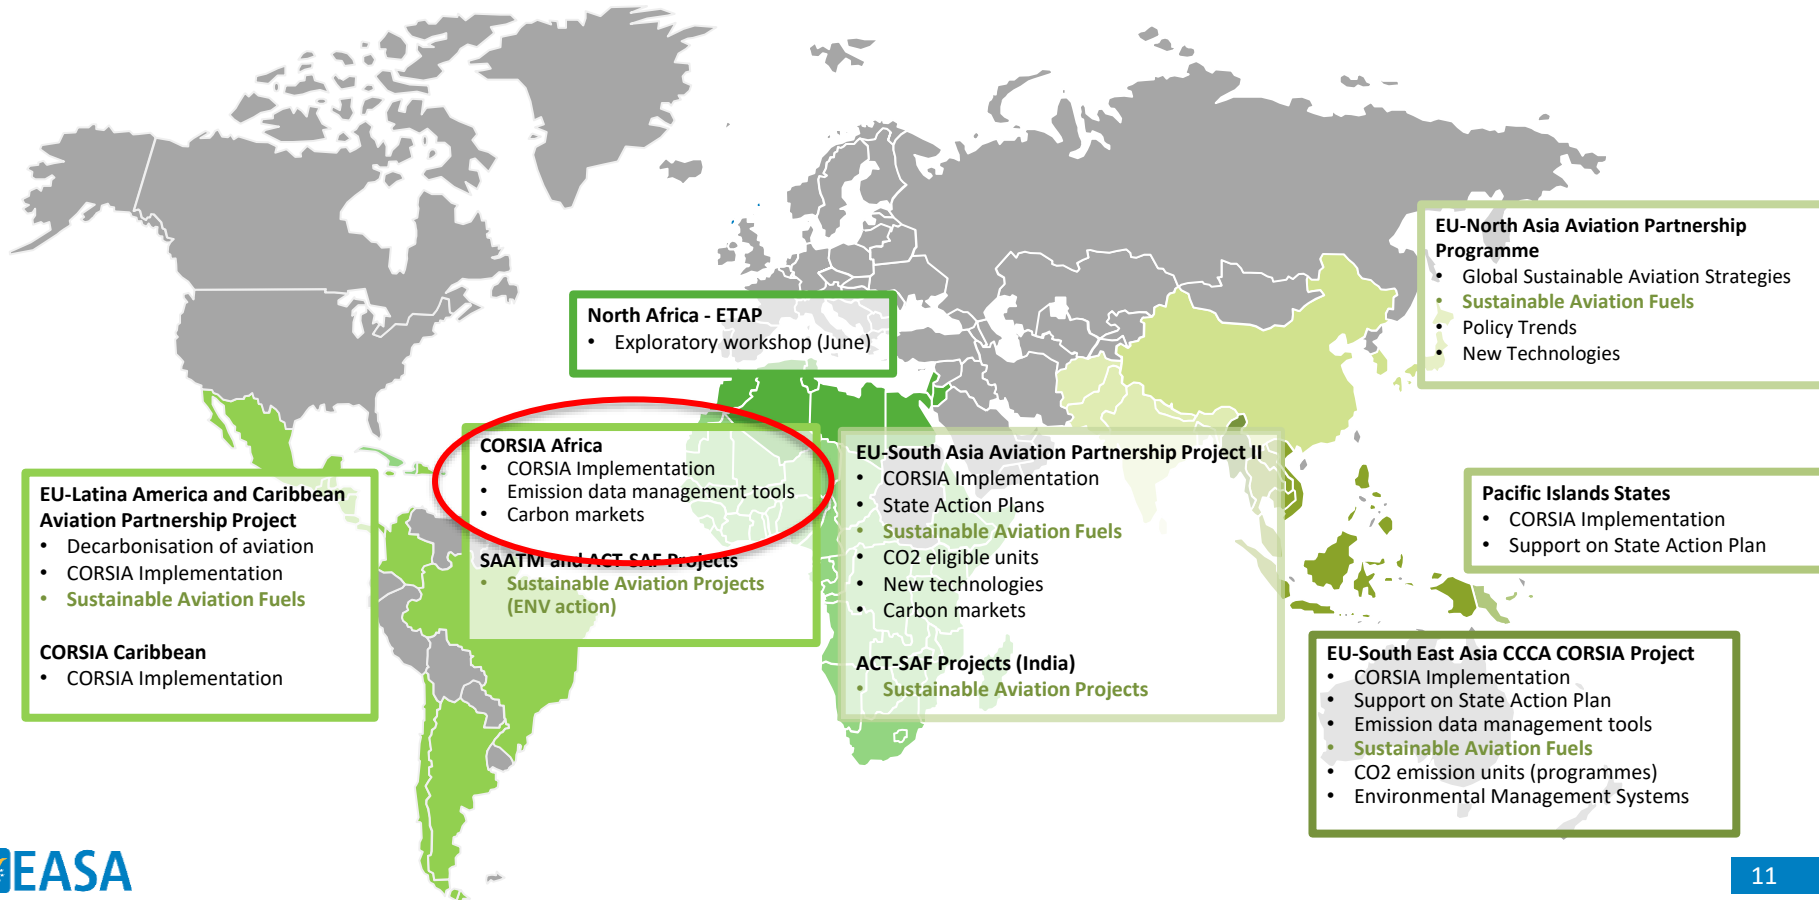 North Africa - ETAP
• Exploratory workshop (June)
EU-North Asia Aviation Partnership
Programme
• Global Sustainable Aviation Strategies
• Sustainable Aviation Fuels
• Policy Trends
• New Technologies
CORSIA Africa
• CORSIA Implementation
• Emission data management tools
• Carbon markets
SAATM and ACT-SAF Projects
• Sustainable Aviation Projects
(ENV action)
EU-South Asia Aviation Partnership Project II
• CORSIA Implementation
• State Action Plans
• Sustainable Aviation Fuels
• CO2 eligible units
• New technologies
• Carbon markets
ACT-SAF Projects (India)
• Sustainable Aviation Projects
EU-Latina America and Caribbean
Aviation Partnership Project
• Decarbonisation of aviation
• CORSIA Implementation
• Sustainable Aviation Fuels
CORSIA Caribbean
• CORSIA Implementation
Pacific Islands States
• CORSIA Implementation
• Support on State Action Plan
EU-South East Asia CCCA CORSIA Project
• CORSIA Implementation
• Support on State Action Plan
• Emission data management tools
• Sustainable Aviation Fuels
• CO2 emission units (programmes)
• Environmental Management Systems
EASA
11